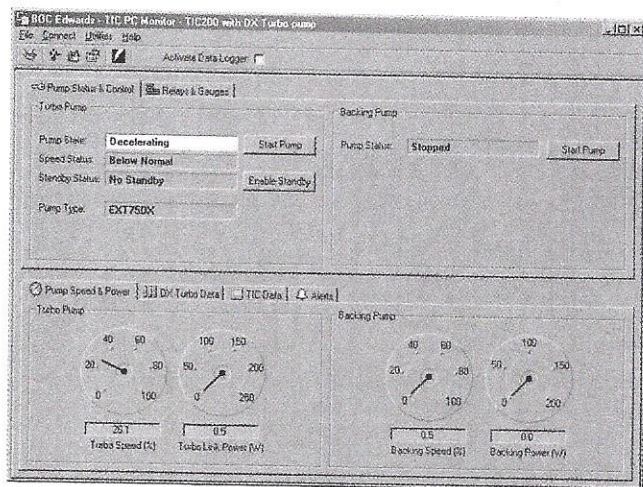 BOC Edwards - TIC PC Monitor - TIC200 with DX Turbo pump
File Connect Utilities Help
Activate Data Logger
Pump Status & Control
Relays & Gauges
Turbo Pump
Pump State: Decelerating Start Pump
Speed Status: Below Normal
Standby Status: No Standby Enable Standby
Pump Type: EXT75DX
Backing Pump
Pump Status: Stopped Start Pump
Pump Speed & Power DX Turbo Data TIC Data Alerts
Turbo Pump
0 20 40 60 80 100
26.1
Turbo Speed (%)
0 50 100 150 200 250
0.5
Turbo Link Power (W)
Backing Pump
0 20 40 60 80 100
0.5
Backing Speed (%)
0 50 100 150 200
0.0
Backing Power (W)